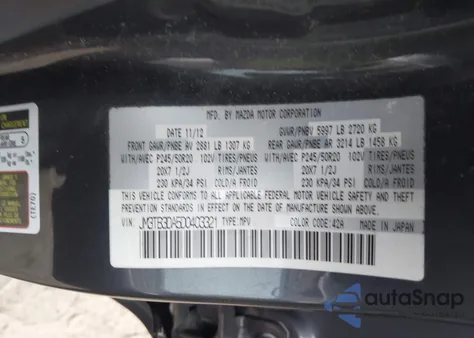 MFD. BY MAZDA MOTOR CORPORATION
DATE 11/12 GVWR/PNBV 5997 LB 2720 KG
FRONT GAWR/PNBE AV 2881 LB 1307 KG REAR GAWR/PNBE AR 3214 LB 1458 KG
WITH/AVEC P245/50R20 102V TIRES/PNEUS WITH/AVEC P245/50R20 102V TIRES/PNEUS
20X7 1/2J RIMS/JANTE 20X7 1/2J RIMS/JANTE
230 KPA/34 PSI COLD/A FROID 230 KPA/34 PSI COLD/A FROID
THIS VEHICLE CONFORMS TO ALL APPLICABLE FEDERAL MOTOR VEHICLE SAFETY AND THEFT
PREVENTION STANDARDS IN EFFECT ON THE DATE OF MANUFACTURE SHOWN ABOVE.
VIN: JM3TB3DA5D0403321 TYPE:MPV COLOR CODE: 42A MADE IN JAPAN
(TE70)
autoSnap